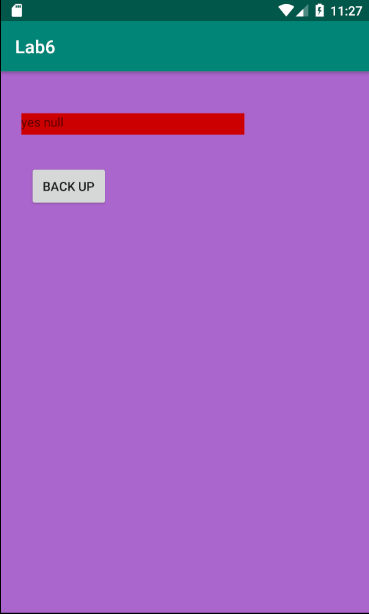 11:27
Lab6
yes null
BACK UP